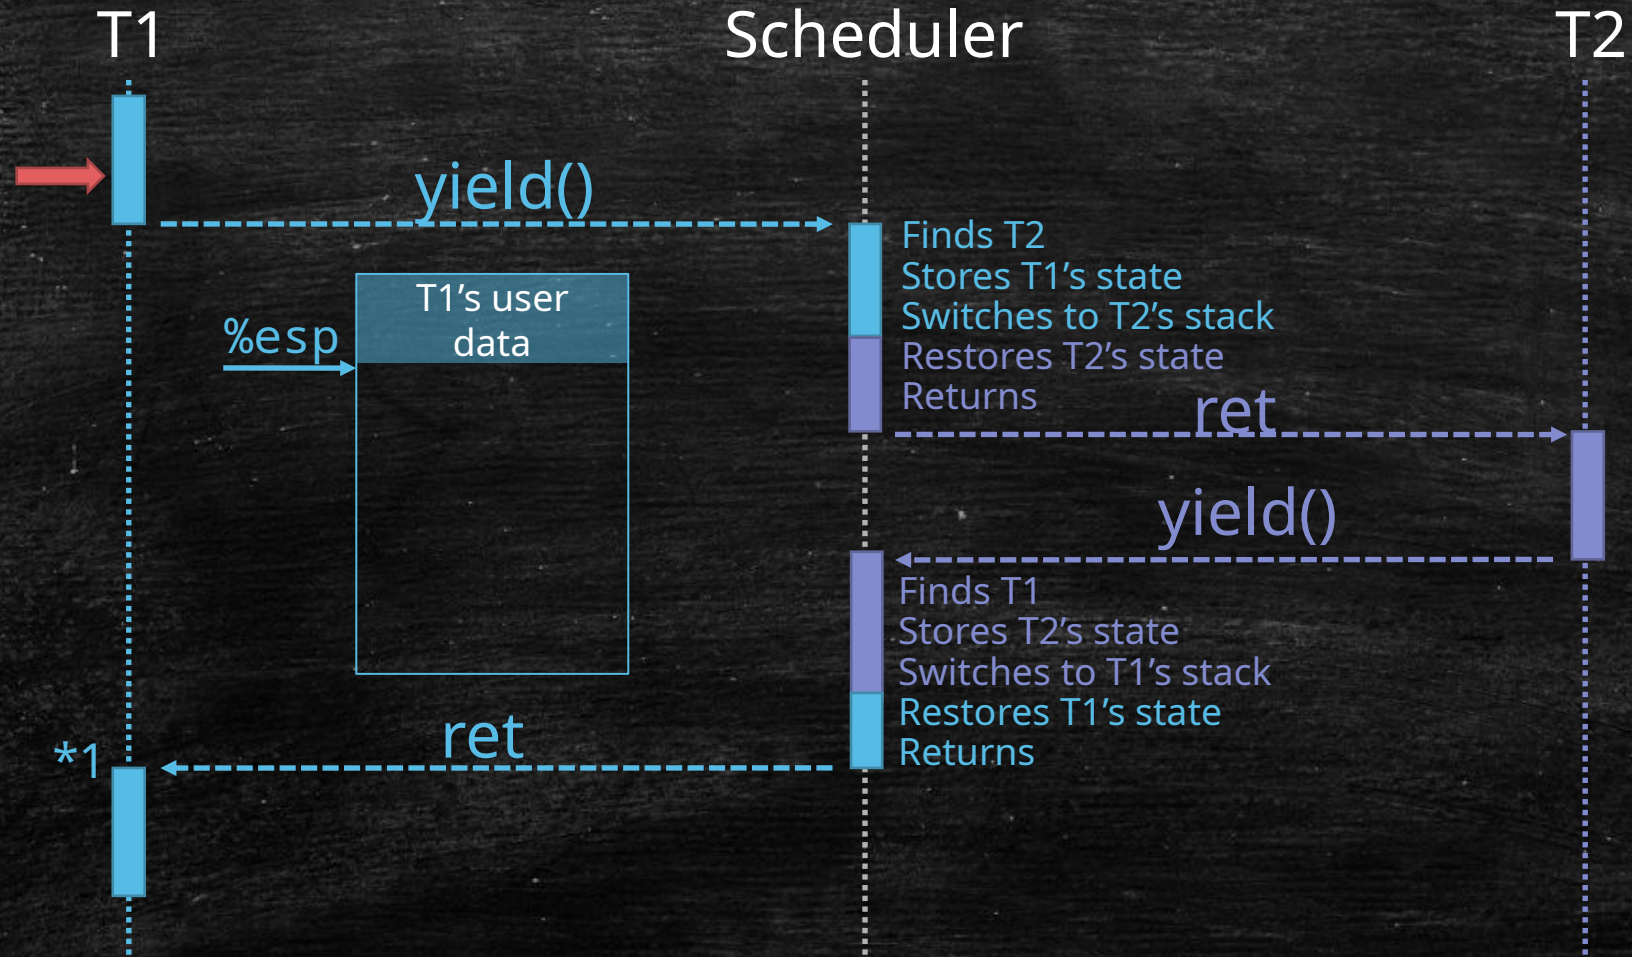 T1
Scheduler
T2
yield()
Finds T2
Stores T1’s state
Switches to T2’s stack
Restores T2’s state
Returns
T1’s user
data
%esp
ret
yield()
Finds T1
Stores T2’s state
Switches to T1’s stack
Restores T1’s state
Returns
ret
*1